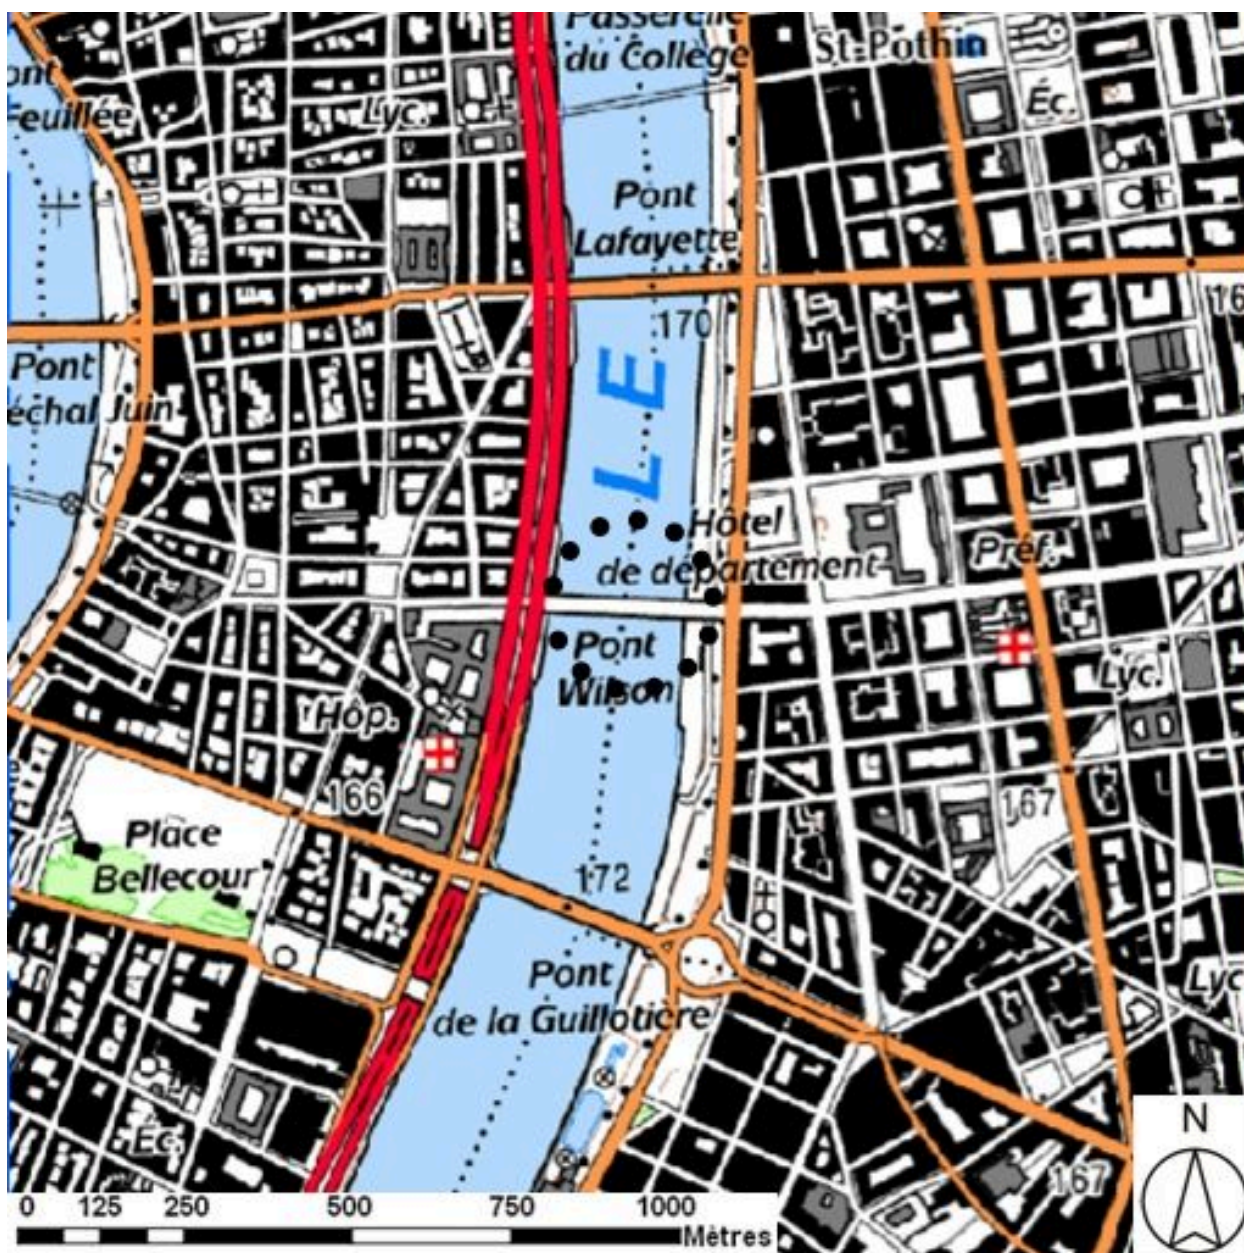 Passerelle
du Collège
St-Pothin
Feuillée
Lyc.
Éc.
Pont
Lafayette
170
Pont
échal Juin
L E
Hôtel
de département
Préf.
Pont
Wilson
Lyc.
Hôp.
166
167
Place
Bellecour
172
Pont
de la Guillotière
Lyc
Éc.
167
N
0 125 250 500 750 1000
Mètres